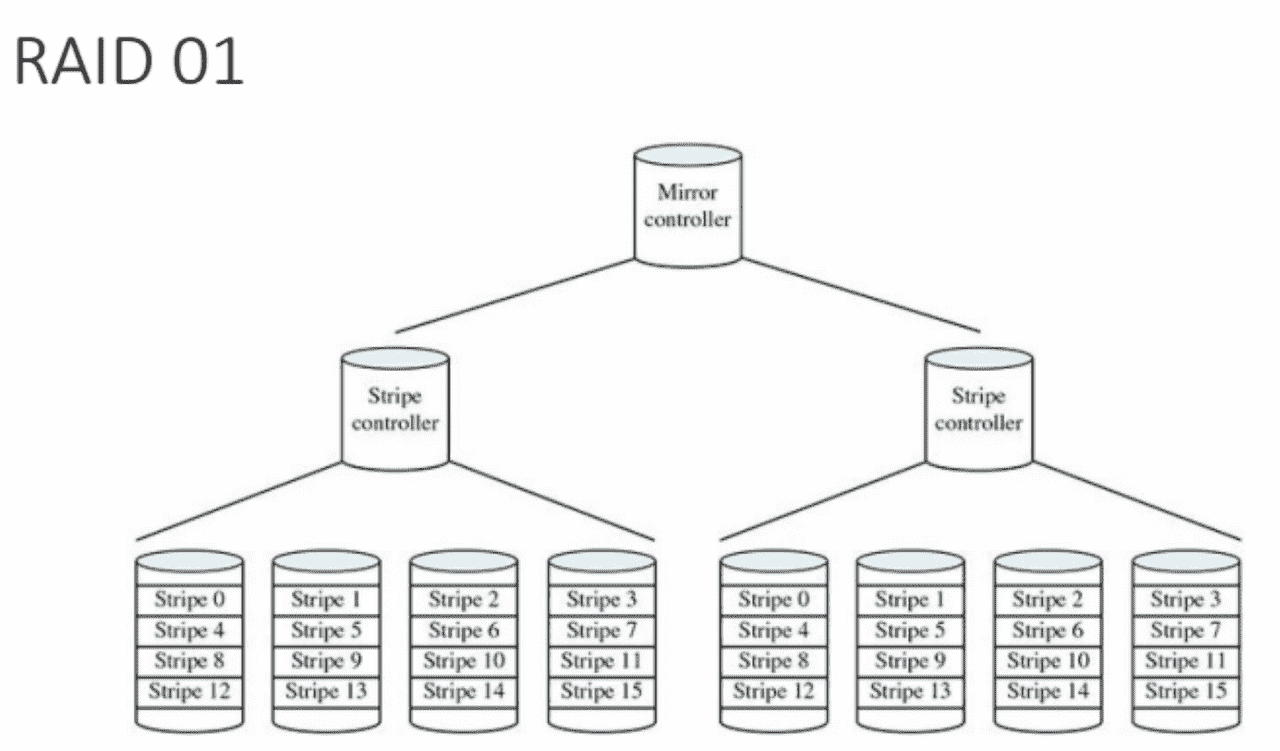 RAID 01
Mirror
controller
Stripe
controller
Stripe
controller
Stripe 0
Stripe 4
Stripe 8
Stripe 12
Stripe 1
Stripe 5
Stripe 9
Stripe 13
Stripe 2
Stripe 6
Stripe 10
Stripe 14
Stripe 3
Stripe 7
Stripe 11
Stripe 15
Stripe 0
Stripe 4
Stripe 8
Stripe 12
Stripe 1
Stripe 5
Stripe 9
Stripe 13
Stripe 2
Stripe 6
Stripe 10
Stripe 14
Stripe 3
Stripe 7
Stripe 11
Stripe 15